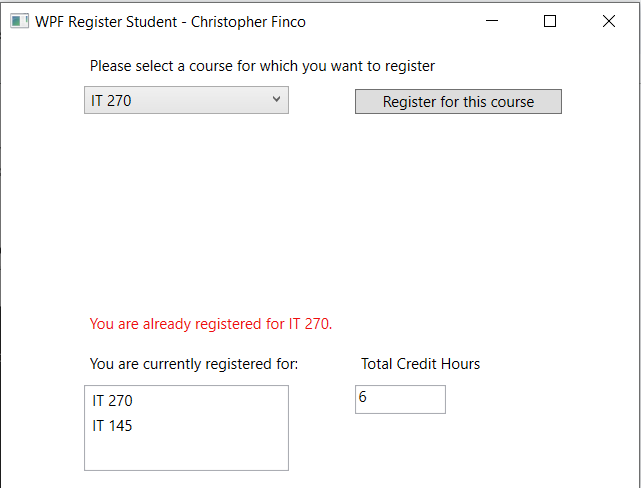 WPF Register Student - Christopher Finco
Please select a course for which you want to register
IT 270
Register for this course
You are already registered for IT 270.
You are currently registered for:
Total Credit Hours
IT 270
6
IT 145